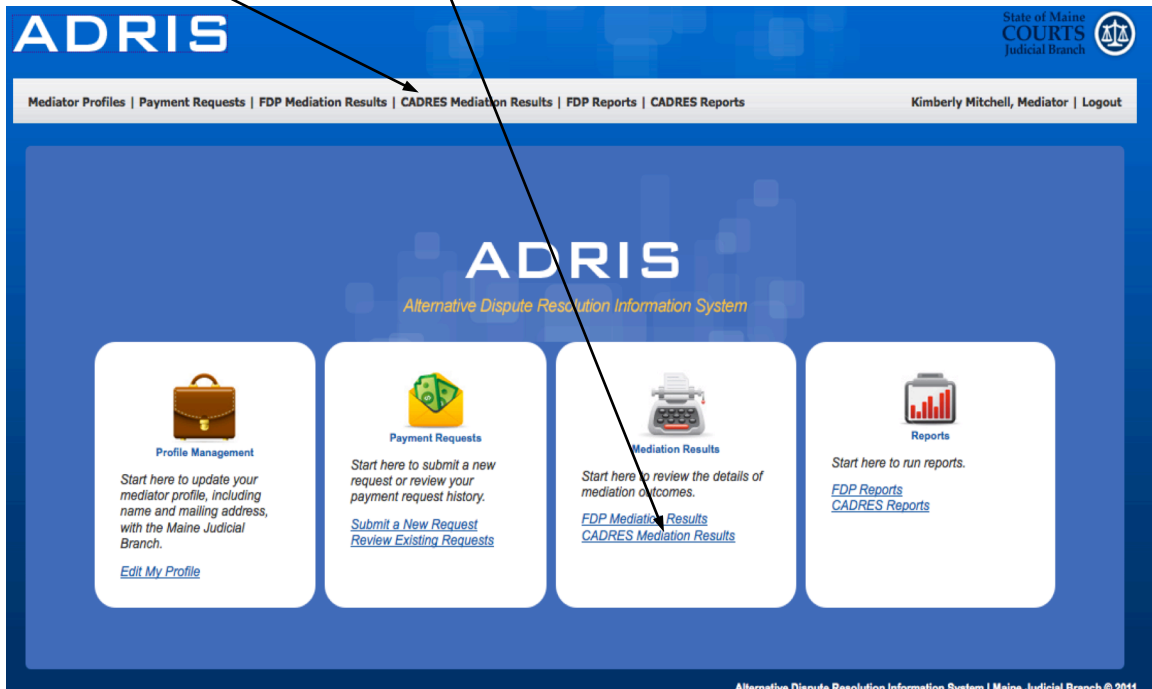 ADRIS
State of Maine
COURTS
Judicial Branch
Mediator Profiles | Payment Requests | FDP Mediation Results | CADRES Mediation Results | FDP Reports | CADRES Reports
Kimberly Mitchell, Mediator | Logout
ADRIS
Alternative Dispute Resolution Information System
Profile Management
Start here to update your
mediator profile, including
name and mailing address,
with the Maine Judicial
Branch.
Edit My Profile
Payment Requests
Start here to submit a new
request or review your
payment request history.
Submit a New Request
Review Existing Requests
Mediation Results
Start here to review the details of
mediation outcomes.
FDP Mediation Results
CADRES Mediation Results
Reports
Start here to run reports.
FDP Reports
CADRES Reports
Alternative Dispute Resolution Information System | Maine Judicial Branch © 2011